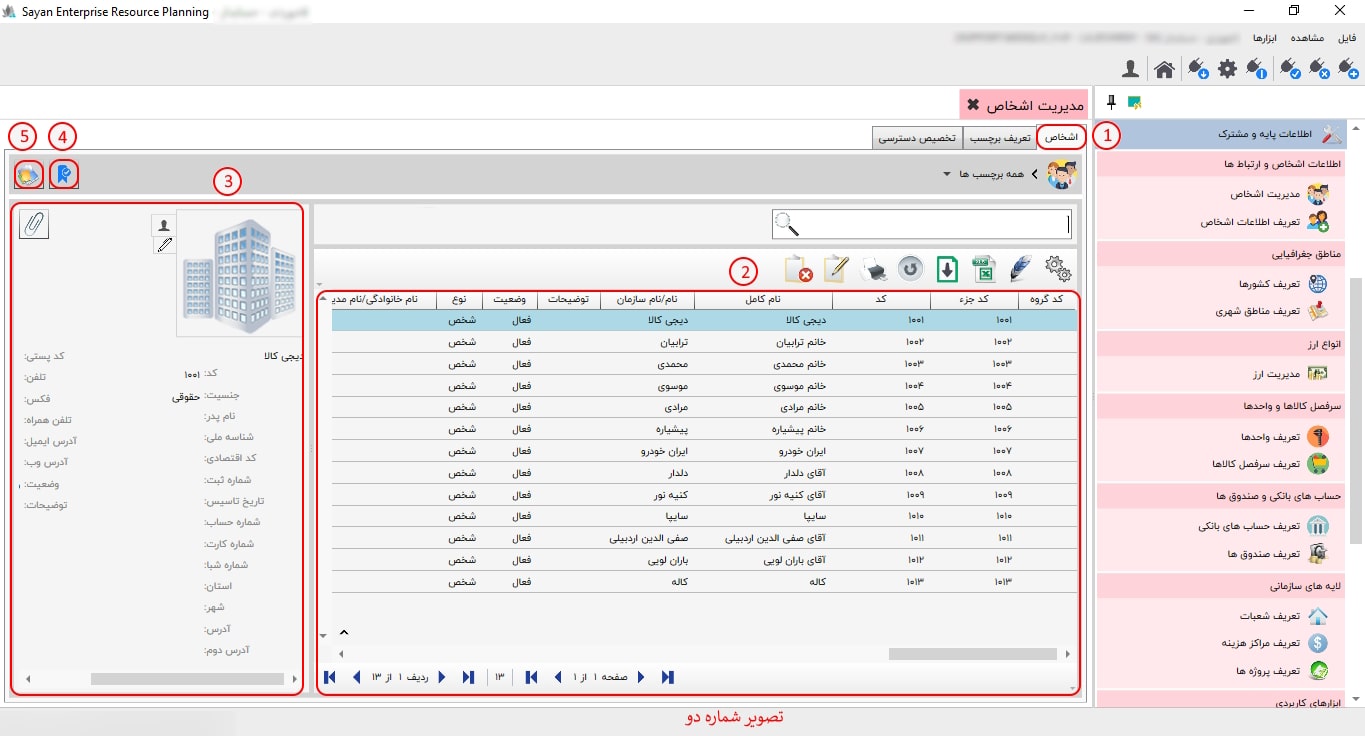 Sayan Enterprise Resource Planning
فایل مشاهده ابزارها
مدیریت اشخاص
اشخاص تعریف برچسب تخصیص دسترسی
1
5 4 3 2
همه برچسب ها
اطلاعات پایه و مشترک
اطلاعات اشخاص و ارتباط ها
مدیریت اشخاص
تعریف اطلاعات اشخاص
مناطق جغرافیایی
تعریف کشورها
تعریف مناطق شهری
انواع ارز
مدیریت ارز
سرفصل کالاها و واحدها
تعریف واحدها
تعریف سرفصل کالاها
حساب های بانکی و صندوق ها
تعریف حساب های بانکی
تعریف صندوق ها
لایه های سازمانی
تعریف شعبات
تعریف مراکز هزینه
تعریف پروژه ها
ابزارهای کاربردی
کد گروه کد جزء کد نام کامل نام/نام سازمان توضیحات وضعیت نوع نام خانوادگی/نام مدیر
۱۰۰۱ ۱۰۰۱ دیجی کالا دیجی کالا فعال شخص
۱۰۰۲ ۱۰۰۲ خانم ترابیان ترابیان فعال شخص
۱۰۰۳ ۱۰۰۳ خانم محمدی محمدی فعال شخص
۱۰۰۴ ۱۰۰۴ خانم موسوی موسوی فعال شخص
۱۰۰۵ ۱۰۰۵ خانم مرادی مرادی فعال شخص
۱۰۰۶ ۱۰۰۶ خانم پیشیاره پیشیاره فعال شخص
۱۰۰۷ ۱۰۰۷ ایران خودرو ایران خودرو فعال شخص
۱۰۰۸ ۱۰۰۸ آقای دلدار دلدار فعال شخص
۱۰۰۹ ۱۰۰۹ آقای کنیه نور کنیه نور فعال شخص
۱۰۱۰ ۱۰۱۰ سایپا سایپا فعال شخص
۱۰۱۱ ۱۰۱۱ آقای صفی الدین اردبیلی صفی الدین اردبیلی فعال شخص
۱۰۱۲ ۱۰۱۲ آقای باران لویی باران لویی فعال شخص
۱۰۱۳ ۱۰۱۳ کاله کاله فعال شخص
صفحه ۱ از ۱ ۱۳ ردیف ۱ از ۱۳
دیجی کالا
کد: ۱۰۰۱
جنسیت: حقوقی
نام پدر:
شناسه ملی:
کد اقتصادی:
شماره ثبت:
تاریخ تاسیس:
شماره حساب:
شماره کارت:
شماره شبا:
استان:
شهر:
آدرس:
آدرس دوم:
کد پستی:
تلفن:
فکس:
تلفن همراه:
آدرس ایمیل:
آدرس وب:
وضعیت:
توضیحات:
تصویر شماره دو